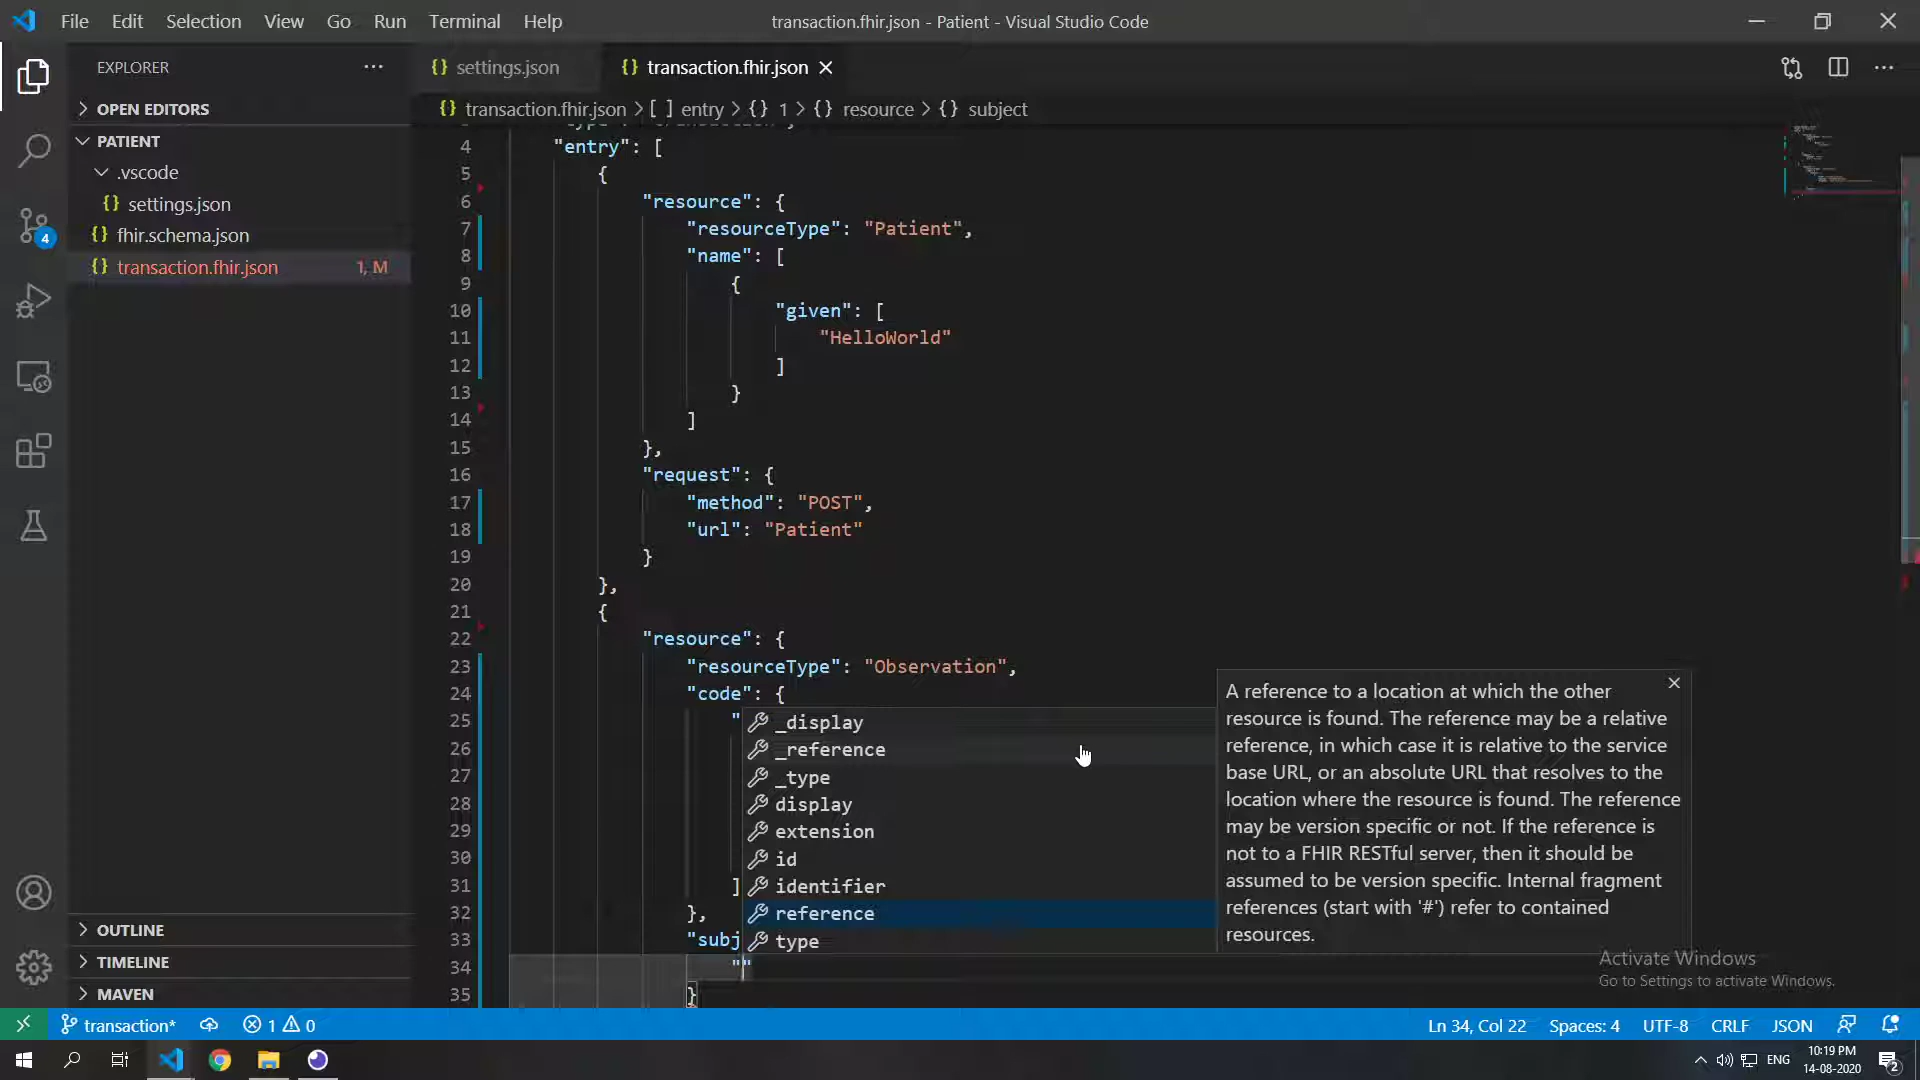 File Edit Selection View Go Run Terminal Help
transaction.fhir.json - Patient - Visual Studio Code
EXPLORER
OPEN EDITORS
PATIENT
.vscode
{} settings.json
{} fhir.schema.json
{} transaction.fhir.json 1, M
OUTLINE
TIMELINE
MAVEN
{} settings.json
{} transaction.fhir.json
{} transaction.fhir.json > [ ] entry > {} 1 > {} resource > {} subject
4 "entry": [
5 {
6 "resource": {
7 "resourceType": "Patient",
8 "name": [
9 {
10 "given": [
11 "HelloWorld"
12 ]
13 }
14 ]
15 },
16 "request": {
17 "method": "POST",
18 "url": "Patient"
19 }
20 },
21 {
22 "resource": {
23 "resourceType": "Observation",
24 "code": {
25 "
26
27
28
29
30
31 ]
32 },
33 "subj
34 ""
35 }
_display
_reference
_type
display
extension
id
identifier
reference
type
A reference to a location at which the other
resource is found. The reference may be a relative
reference, in which case it is relative to the service
base URL, or an absolute URL that resolves to the
location where the resource is found. The reference
may be version specific or not. If the reference is
not to a FHIR RESTful server, then it should be
assumed to be version specific. Internal fragment
references (start with '#') refer to contained
resources.
Activate Windows
Go to Settings to activate Windows.
4
transaction* 1 0
Ln 34, Col 22 Spaces: 4 UTF-8 CRLF JSON
ENG
10:19 PM
14-08-2020
2